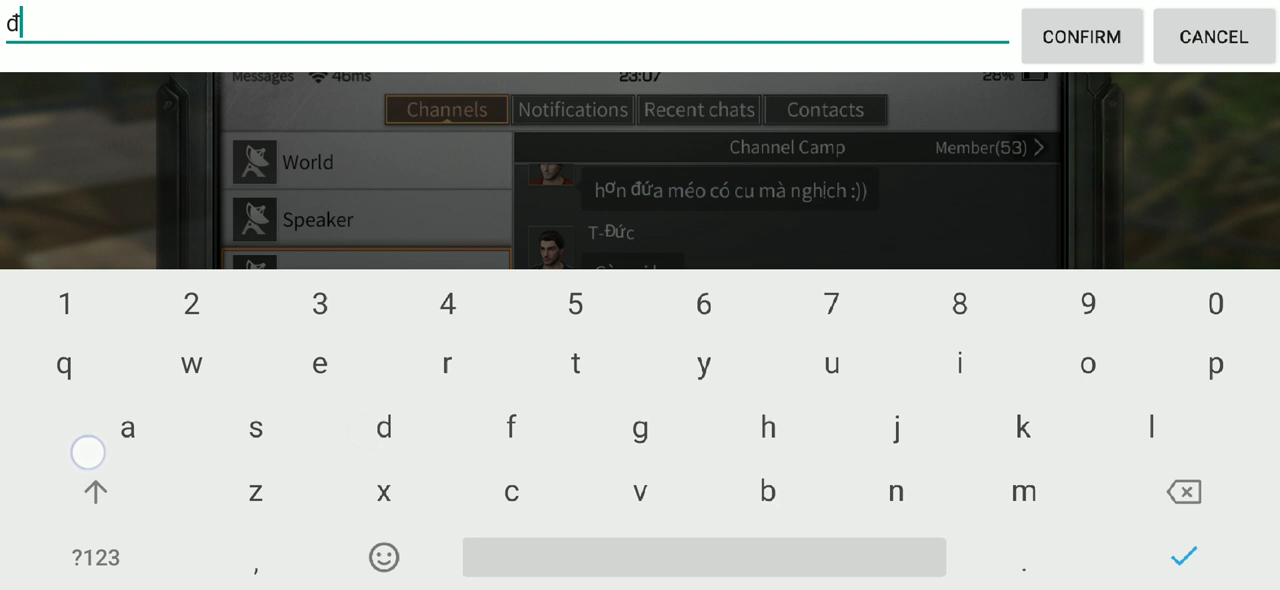 đ
CONFIRM
CANCEL
Messages 46ms
23:07
28%
Channels
Notifications
Recent chats
Contacts
World
Speaker
Channel Camp
Member(53)
hơn đứa méo có cu mà nghịch :))
T-Đức
1 2 3 4 5 6 7 8 9 0
q w e r t y u i o p
a s d f g h j k l
z x c v b n m
?123 , .